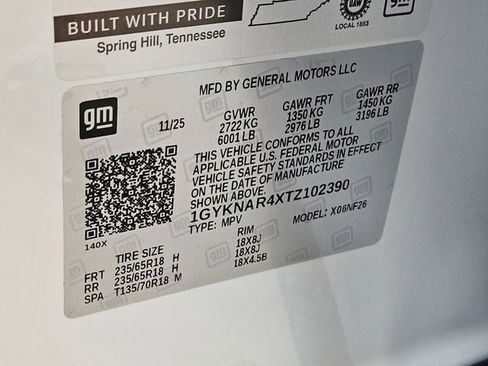 BUILT WITH PRIDE
Spring Hill, Tennessee
UAW
LOCAL 1853
gm
MFD BY GENERAL MOTORS LLC
gm
11/25
GVWR
2722 KG
6001 LB
GAWR FRT
1350 KG
2976 LB
GAWR RR
1450 KG
3196 LB
THIS VEHICLE CONFORMS TO ALL
APPLICABLE U.S. FEDERAL MOTOR
VEHICLE SAFETY STANDARDS IN EFFECT
ON THE DATE OF MANUFACTURE
1GYKNAR4XTZ102390
TYPE: MPV
MODEL: X06NF26
140X
TIRE SIZE
RIM
FRT 235/65R18 H 18X8J
RR 235/65R18 H 18X8J
SPA T135/70R18 M 18X4.5B